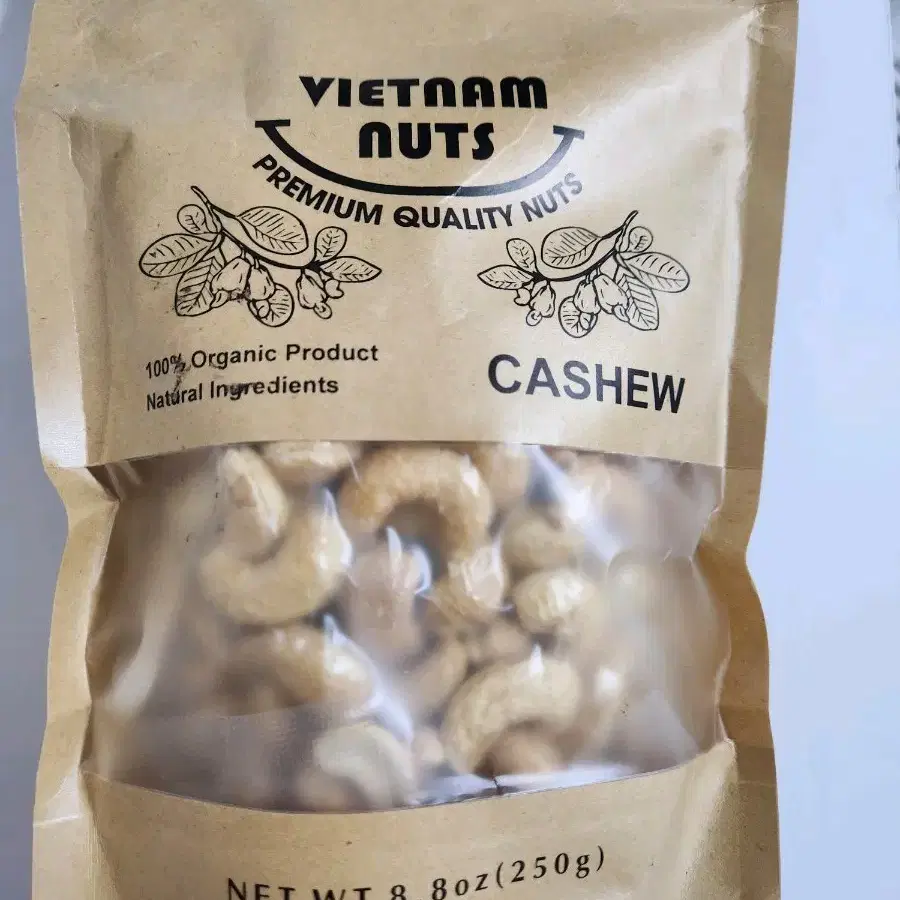 VIETNAM
NUTS
PREMIUM QUALITY NUTS
100% Organic Product
Natural Ingredients
CASHEW
NET WT 8.8oz(250g)